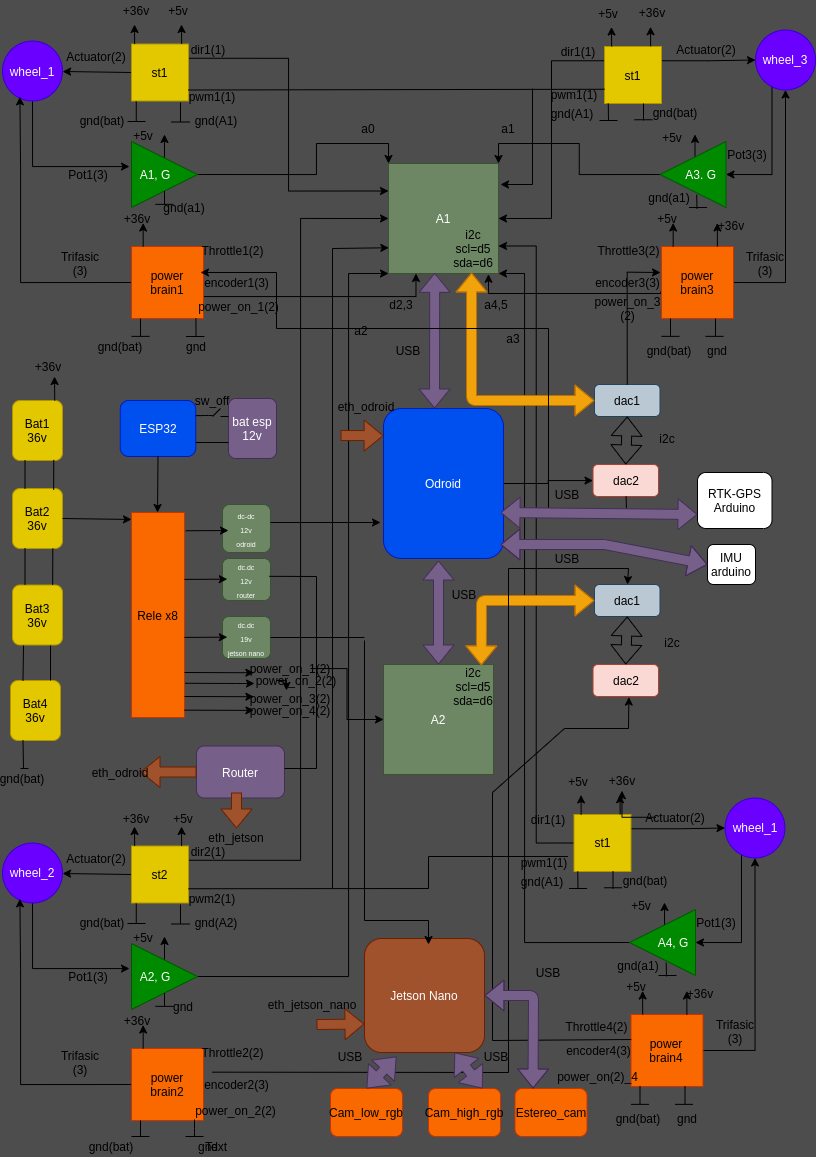 +36v
+5v
Actuator(2)
wheel_1
st1
dir1(1)
pwm1(1)
gnd(bat)
gnd(A1)
+5v
Pot1(3)
A1, G
gnd(a1)
+36v
Trifasic
(3)
power
brain1
Throttle1(2)
encoder1(3)
power_on_1(2)
gnd(bat)
gnd
+5v
+36v
dir1(1)
st1
Actuator(2)
wheel_3
pwm1(1)
gnd(A1)
gnd(bat)
+5v
Pot3(3)
A3. G
gnd(a1)
+5v
+36v
Throttle3(2)
encoder3(3)
power_on_3
(2)
power
brain3
Trifasic
(3)
gnd(bat)
gnd
a0
a1
A1
i2c
scl=d5
sda=d6
d2,3
a4,5
a2
a3
USB
+36v
Bat1
36v
Bat2
36v
Bat3
36v
Bat4
36v
gnd(bat)
ESP32
sw_off
bat esp
12v
Rele x8
dc-dc
12v
odroid
dc.dc
12v
router
dc.dc
19v
jetson nano
power_on_1(2)
power_on_2(2)
power_on_3(2)
power_on_4(2)
eth_odroid
Odroid
USB
USB
USB
dac1
i2c
dac2
RTK-GPS
Arduino
IMU
arduino
dac1
i2c
dac2
i2c
scl=d5
sda=d6
A2
eth_odroid
Router
eth_jetson
+36v
+5v
Actuator(2)
wheel_2
st2
dir2(1)
pwm2(1)
gnd(bat)
gnd(A2)
+5v
Pot1(3)
A2, G
gnd
+36v
Trifasic
(3)
power
brain2
Throttle2(2)
encoder2(3)
power_on_2(2)
gnd(bat)
gnd
Text
+5v
+36v
dir1(1)
st1
Actuator(2)
wheel_1
pwm1(1)
gnd(A1)
gnd(bat)
+5v
Pot1(3)
A4, G
gnd(a1)
+5v
+36v
Throttle4(2)
encoder4(3)
power_on(2)_4
power
brain4
Trifasic
(3)
gnd(bat)
gnd
eth_jetson_nano
Jetson Nano
USB
USB
USB
Cam_low_rgb
Cam_high_rgb
Estereo_cam